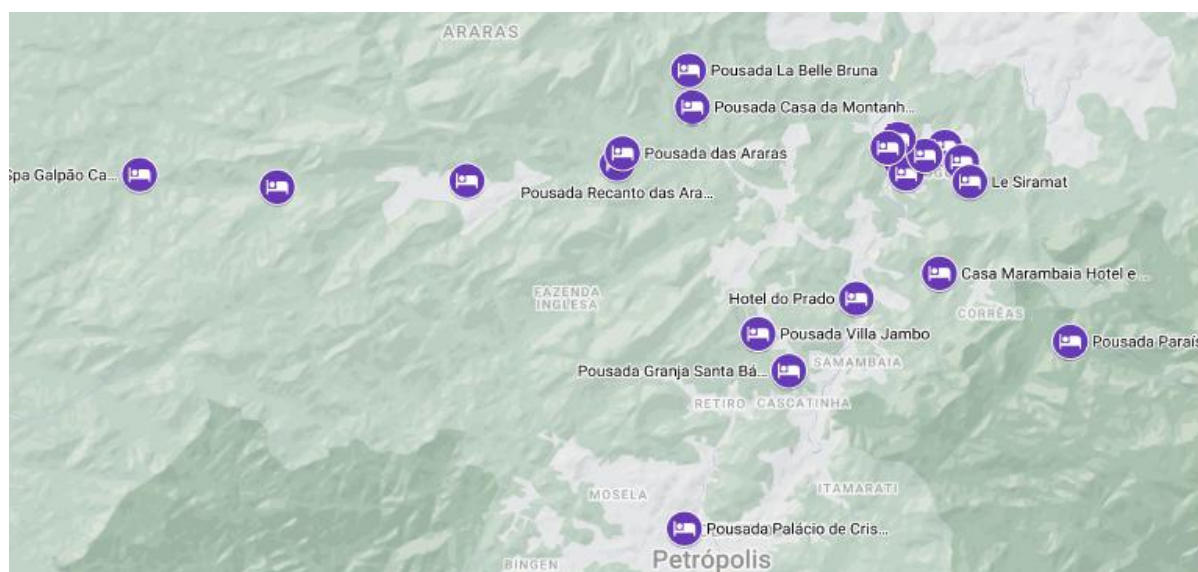 ARARAS
Pousada La Belle Bruna
Pousada Casa da Montanh...
Pousada das Araras
Spa Galpão Ca...
Pousada Recanto das Ara...
Le Siramat
Casa Marambaia Hotel e ...
FAZENDA
INGLESA
Hotel do Prado
CORRÊAS
Pousada Villa Jambo
Pousada Paraís
SAMAMBAIA
Pousada Granja Santa Bá...
RETIRO
CASCATINHA
MOSELA
ITAMARATI
Pousada Palácio de Cris...
Petrópolis
BINGEN